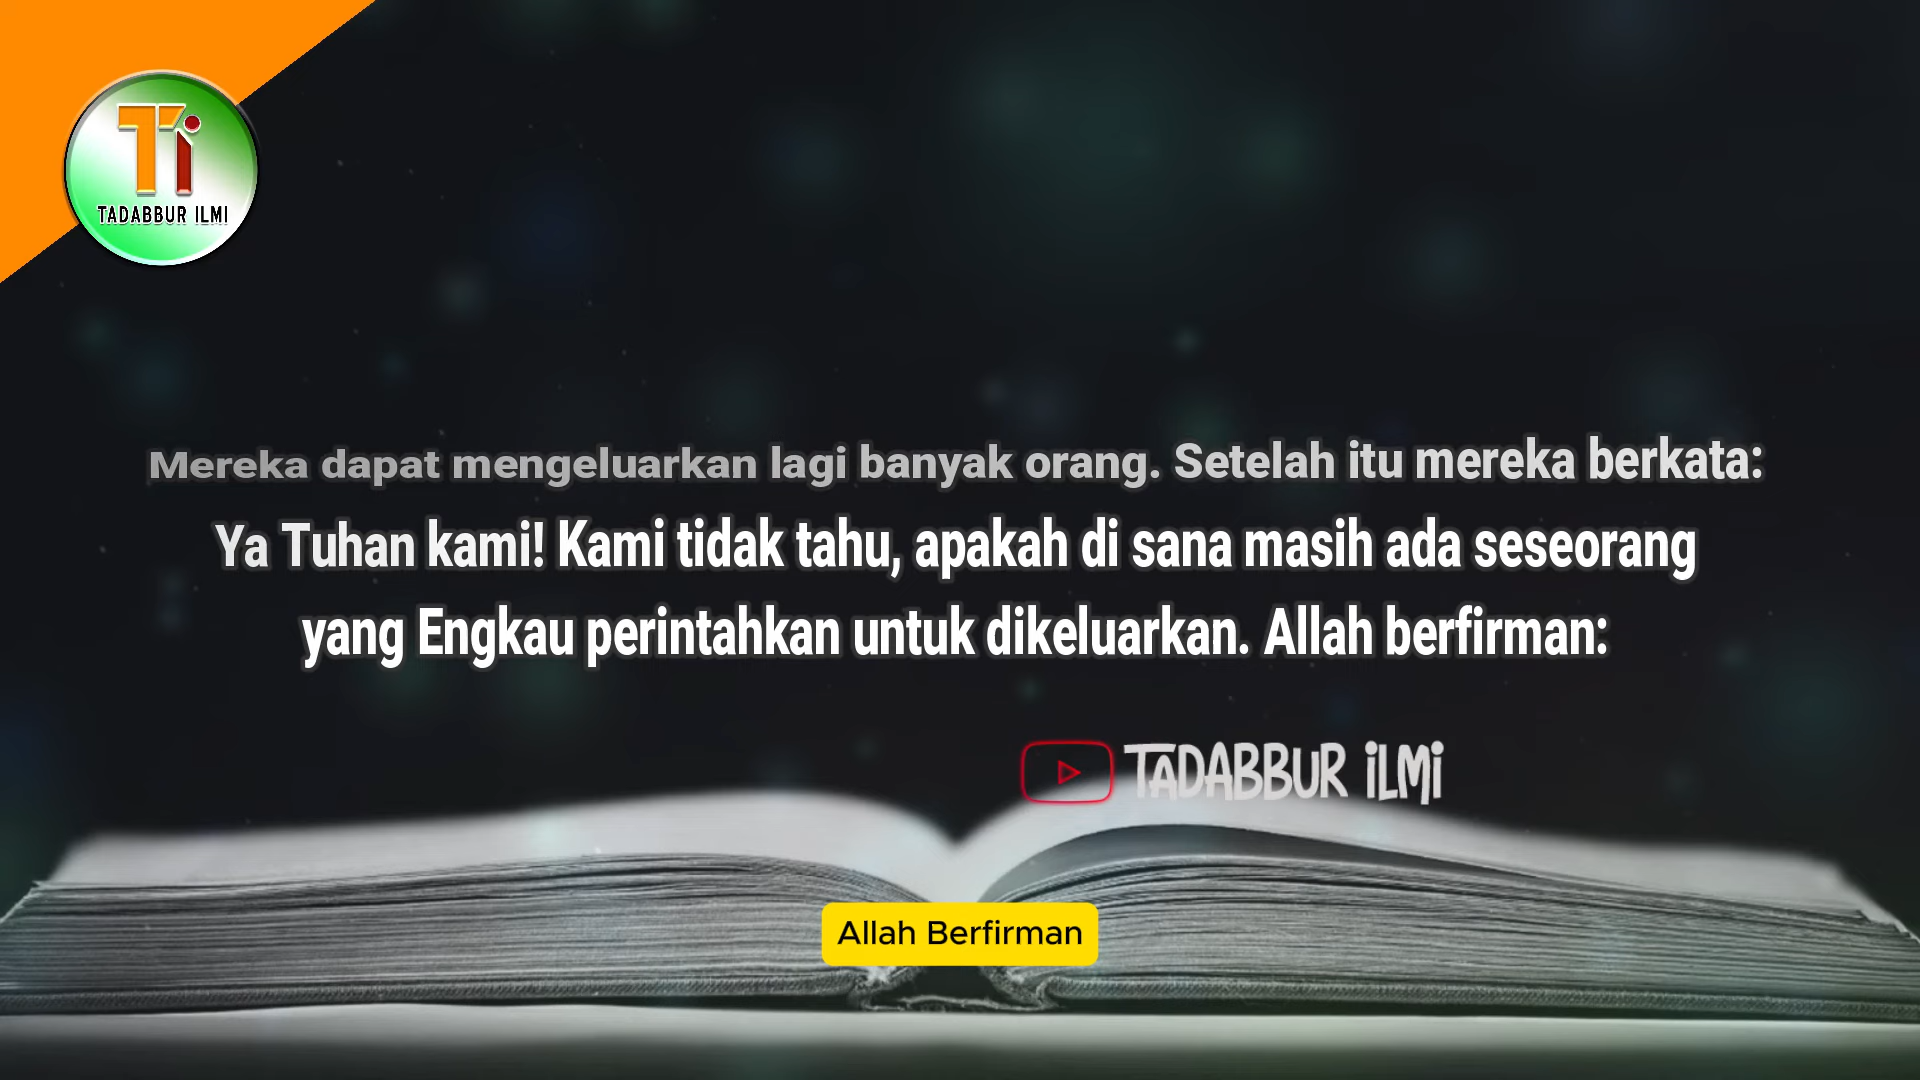 Ti
TADABBUR ILMI
Mereka dapat mengeluarkan lagi banyak orang. Setelah itu mereka berkata:
Ya Tuhan kami! Kami tidak tahu, apakah di sana masih ada seseorang
yang Engkau perintahkan untuk dikeluarkan. Allah berfirman:
TADABBUR iLMi
Allah Berfirman